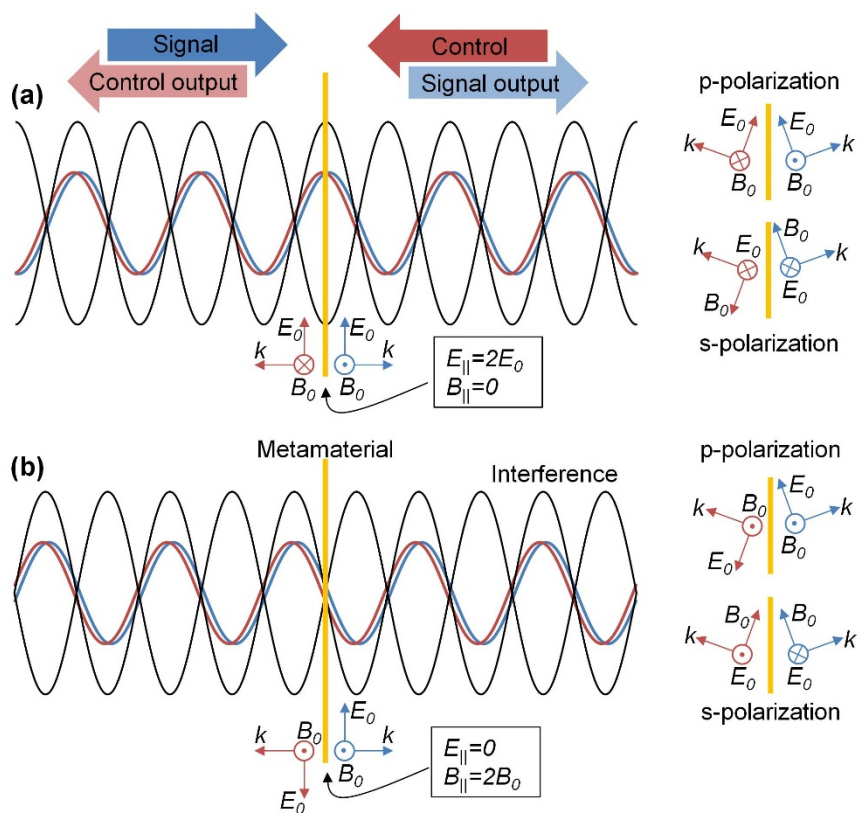 Signal
Control
Control output
Signal output
(a)
p-polarization
E₀
E₀
k
k
B₀
B₀
B₀
E₀
k
k
E₀
B₀
s-polarization
E₀
E₀
k
k
B₀
B₀
E||=2E₀
B||=0
(b)
Metamaterial
Interference
p-polarization
E₀
B₀
k
k
B₀
E₀
B₀
B₀
k
k
E₀
E₀
s-polarization
E₀
k
B₀
k
B₀
E₀
E||=0
B||=2B₀